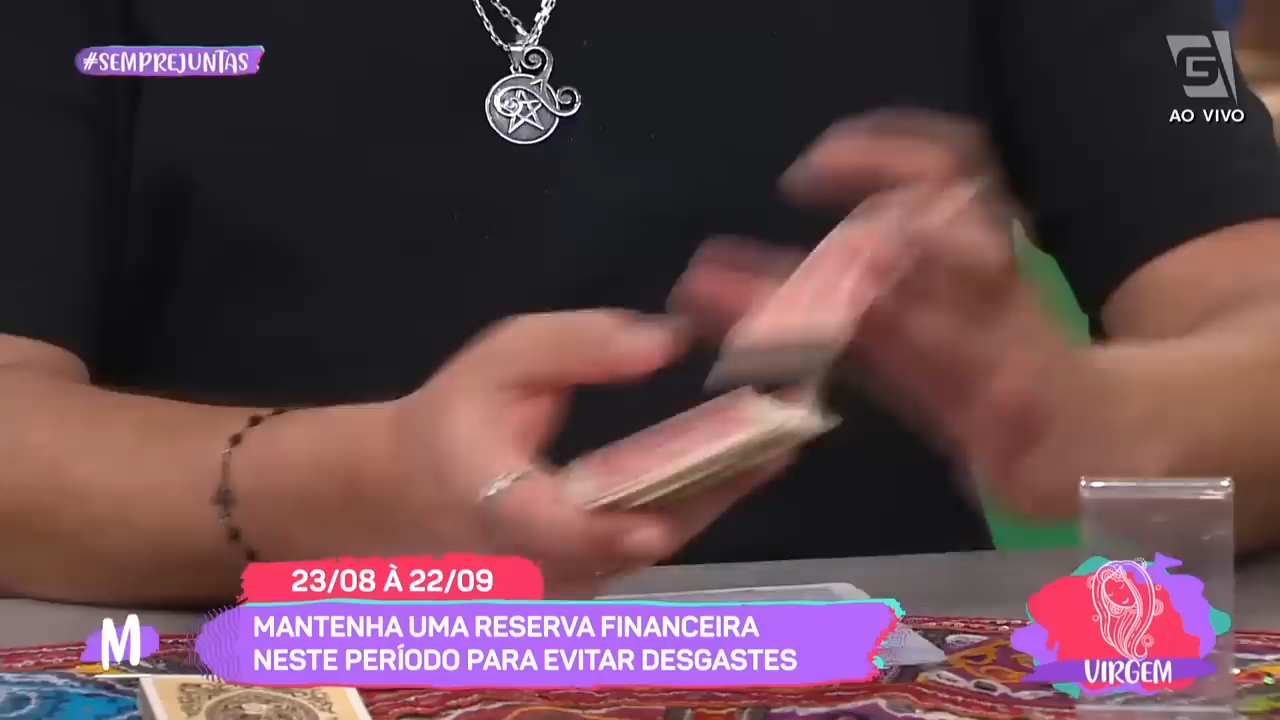 #SEMPREJUNTAS
G
AO VIVO
23/08 À 22/09
M
MANTENHA UMA RESERVA FINANCEIRA
NESTE PERÍODO PARA EVITAR DESGASTES
VIRGEM